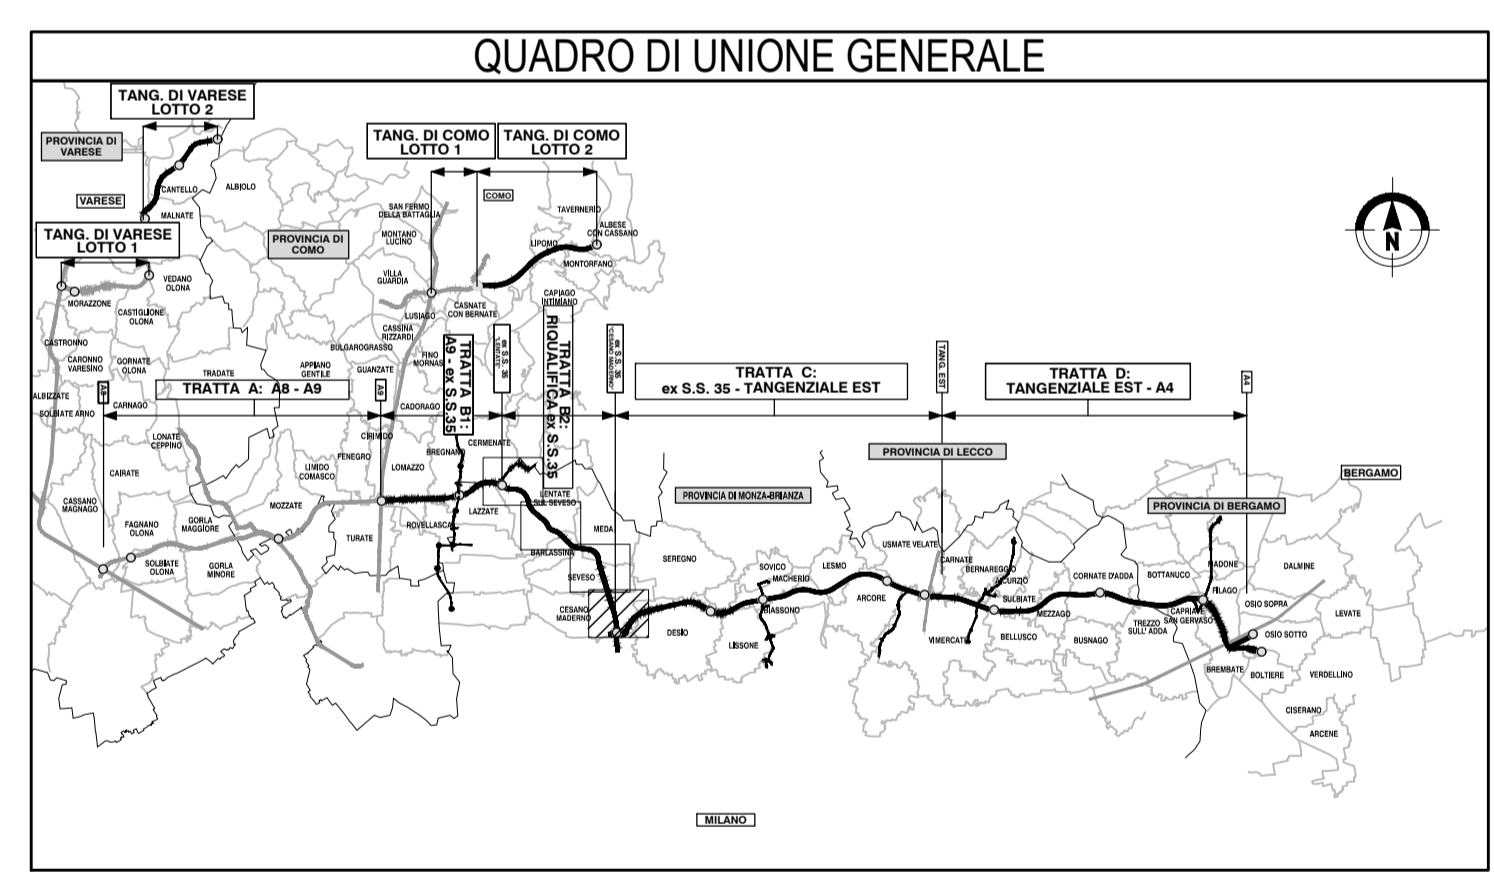 QUADRO DI UNIONE GENERALE
TANG. DI VARESE
LOTTO 2
PROVINCIA DI
VARESE
CANTELLO
ALBIOLO
VARESE
MALNATE
TANG. DI VARESE
LOTTO 1
VEDANO
OLONA
MORAZZONE
CASTIGLIONE
OLONA
PROVINCIA DI
COMO
TANG. DI COMO
LOTTO 1
TANG. DI COMO
LOTTO 2
COMO
SAN FERMO
DELLA BATTAGLIA
MONTANO
LUCINO
TAVERNERIO
ALBESE
CON CASSANO
LIPOMO
MONTORFANO
VILLA
GUARDIA
CAPIAGO
INTIMIANO
CASNATE
CON BERNATE
LUSIAGO
CASSINA
RIZZARDI
BULGAROGRASSO
FINO
MORNAS
GUANZATE
CASTRONNO
CARONNO
VARESINO
GORNATE
OLONA
TRADATE
APPIANO
GENTILE
ALBIZZATE
SOLBIATE ARNO
CARNAGO
A8
TRATTA A: A8 - A9
A9
CADORAGO
TRATTA B1:
A9 - ex S.S.35
ex S.S. 35
"LENTATE"
TRATTA B2:
RIQUALIFICA ex S.S.35
ex S.S. 35
"CESANO MADERNO"
TRATTA C:
ex S.S. 35 - TANGENZIALE EST
TANG. EST
TRATTA D:
TANGENZIALE EST - A4
A4
N
LONATE
CEPPINO
CIRIMIDO
FENEGRO
LIMIDO
COMASCO
LOMAZZO
BREGNANO
CERMENATE
CAIRATE
CASSANO
MAGNAGO
FAGNANO
OLONA
GORLA
MAGGIORE
MOZZATE
TURATE
ROVELLASCA
LAZZATE
LENTATE
SUL SEVESO
SOLBIATE
OLONA
GORLA
MINORE
MEDA
BARLASSINA
SEVESO
CESANO
MADERNO
PROVINCIA DI MONZA-BRIANZA
PROVINCIA DI LECCO
PROVINCIA DI BERGAMO
BERGAMO
SEREGNO
DESIO
LISSONE
SOVICO
MACHERIO
BIASSONO
LESMO
ARCORE
USMATE VELATE
CARNATE
BERNAREGGIO
AICURZIO
SULBIATE
VIMERCATE
BELLUSCO
MEZZAGO
CORNATE D'ADDA
BUSNAGO
TREZZO
SULL' ADDA
BOTTANUCO
MADONE
FILAGO
CAPRIATE
SAN GERVASO
DALMINE
OSIO SOPRA
LEVATE
OSIO SOTTO
BREMBATE
BOLTIERE
VERDELLINO
CISERANO
ARCENE
MILANO